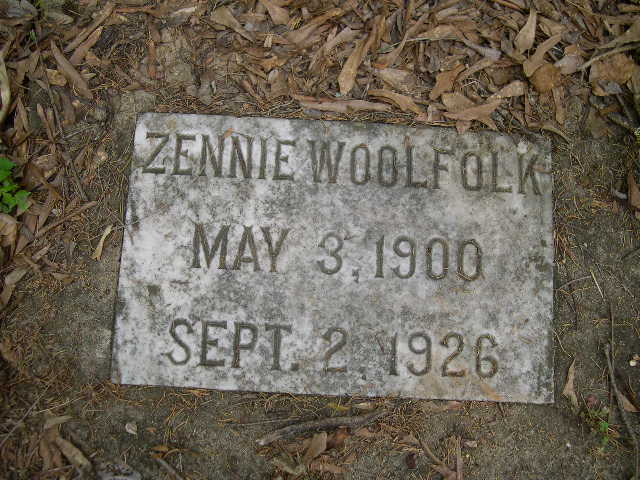 ZENNIE WOOLFOLK
MAY 3, 1900
SEPT. 2, 1926